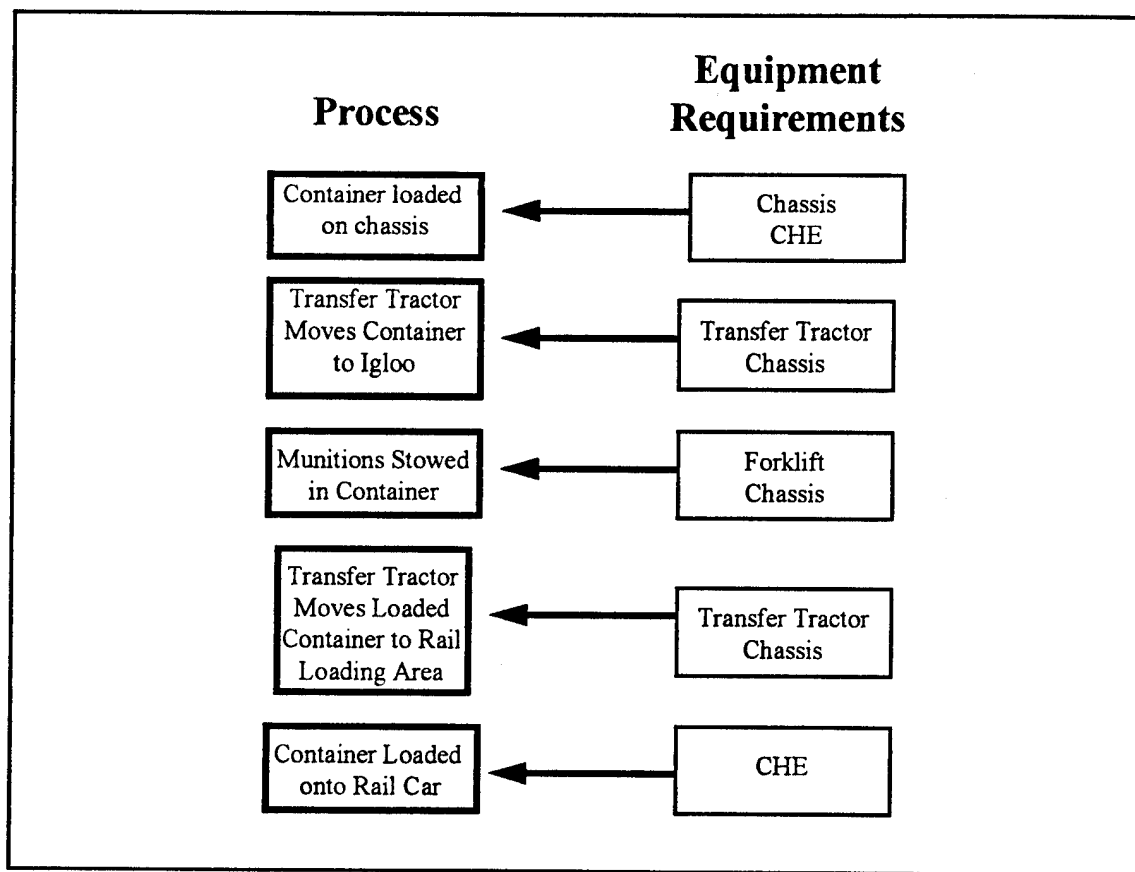 Process
Equipment
Requirements
Container loaded
on chassis
Chassis
CHE
Transfer Tractor
Moves Container
to Igloo
Transfer Tractor
Chassis
Munitions Stowed
in Container
Forklift
Chassis
Transfer Tractor
Moves Loaded
Container to Rail
Loading Area
Transfer Tractor
Chassis
Container Loaded
onto Rail Car
CHE